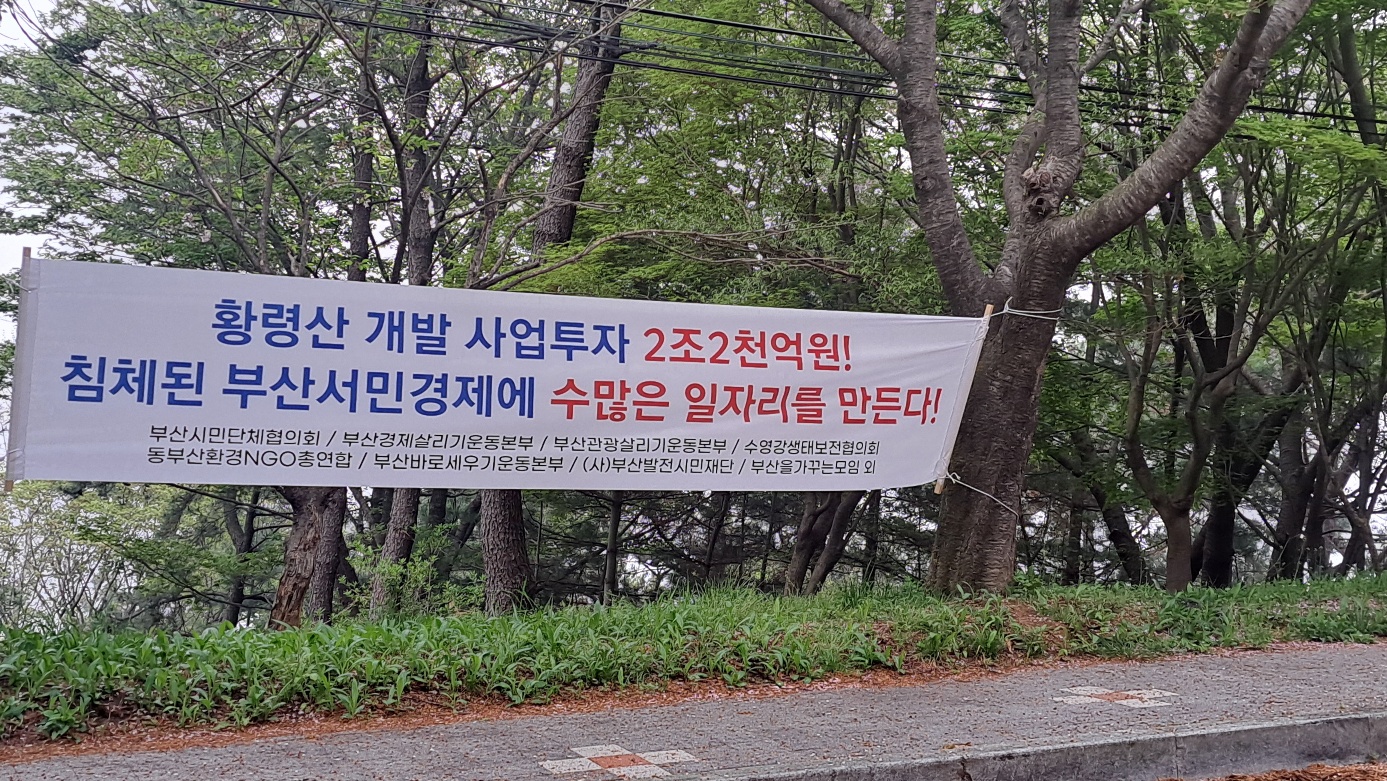 황령산 개발 사업투자 2조2천억원!
침체된 부산서민경제에 수많은 일자리를 만든다!
부산시민단체협의회 / 부산경제살리기운동본부 / 부산관광살리기운동본부 / 수영강생태보전협의회
동부산환경NGO총연합 / 부산바로세우기운동본부 / (사)부산발전시민재단 / 부산을가꾸는모임 외